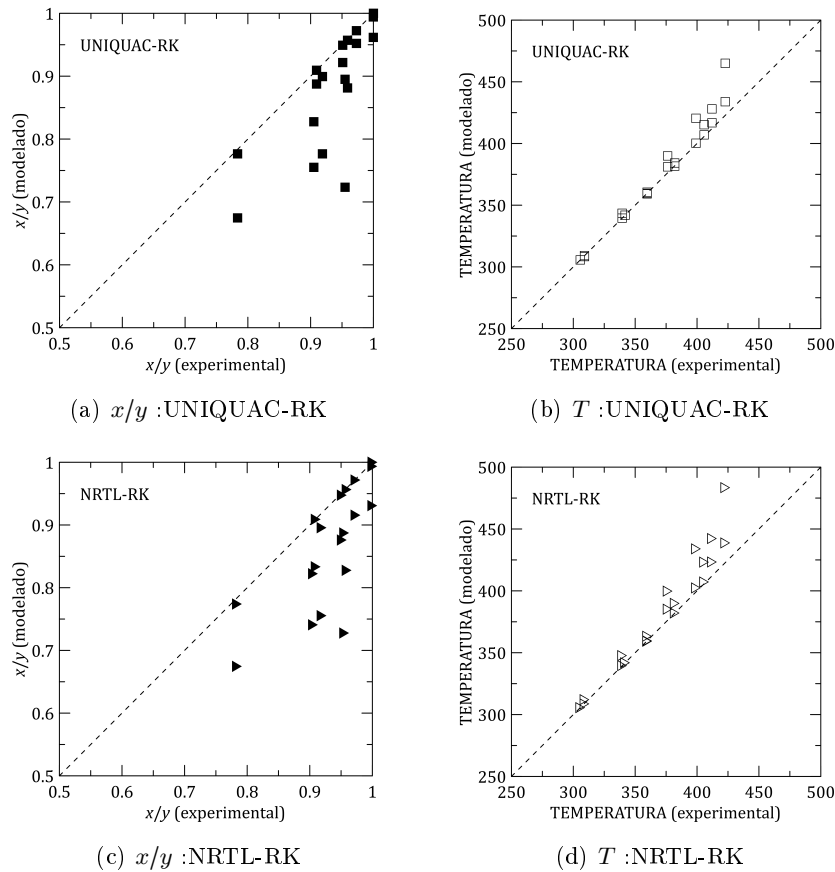 1
0.9
0.8
0.7
0.6
0.5
x/y (modelado)
UNIQUAC-RK
0.5 0.6 0.7 0.8 0.9 1
x/y (experimental)
(a) x/y :UNIQUAC-RK
500
450
400
350
300
250
TEMPERATURA (modelado)
UNIQUAC-RK
250 300 350 400 450 500
TEMPERATURA (experimental)
(b) T :UNIQUAC-RK
1
0.9
0.8
0.7
0.6
0.5
x/y (modelado)
NRTL-RK
0.5 0.6 0.7 0.8 0.9 1
x/y (experimental)
(c) x/y :NRTL-RK
500
450
400
350
300
250
TEMPERATURA (modelado)
NRTL-RK
250 300 350 400 450 500
TEMPERATURA (experimental)
(d) T :NRTL-RK